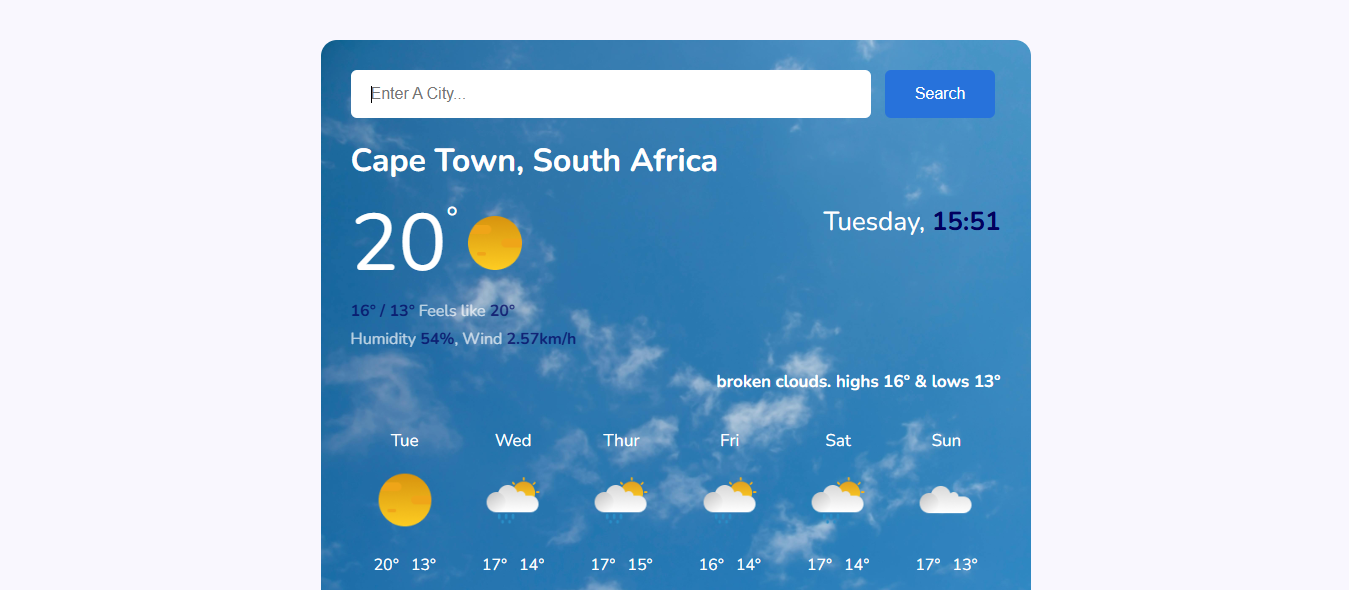 Enter A City...
Search
Cape Town, South Africa
20°
Tuesday, 15:51
16° / 13° Feels like 20°
Humidity 54%, Wind 2.57km/h
broken clouds. highs 16° & lows 13°
Tue Wed Thur Fri Sat Sun
20° 13° 17° 14° 17° 15° 16° 14° 17° 14° 17° 13°